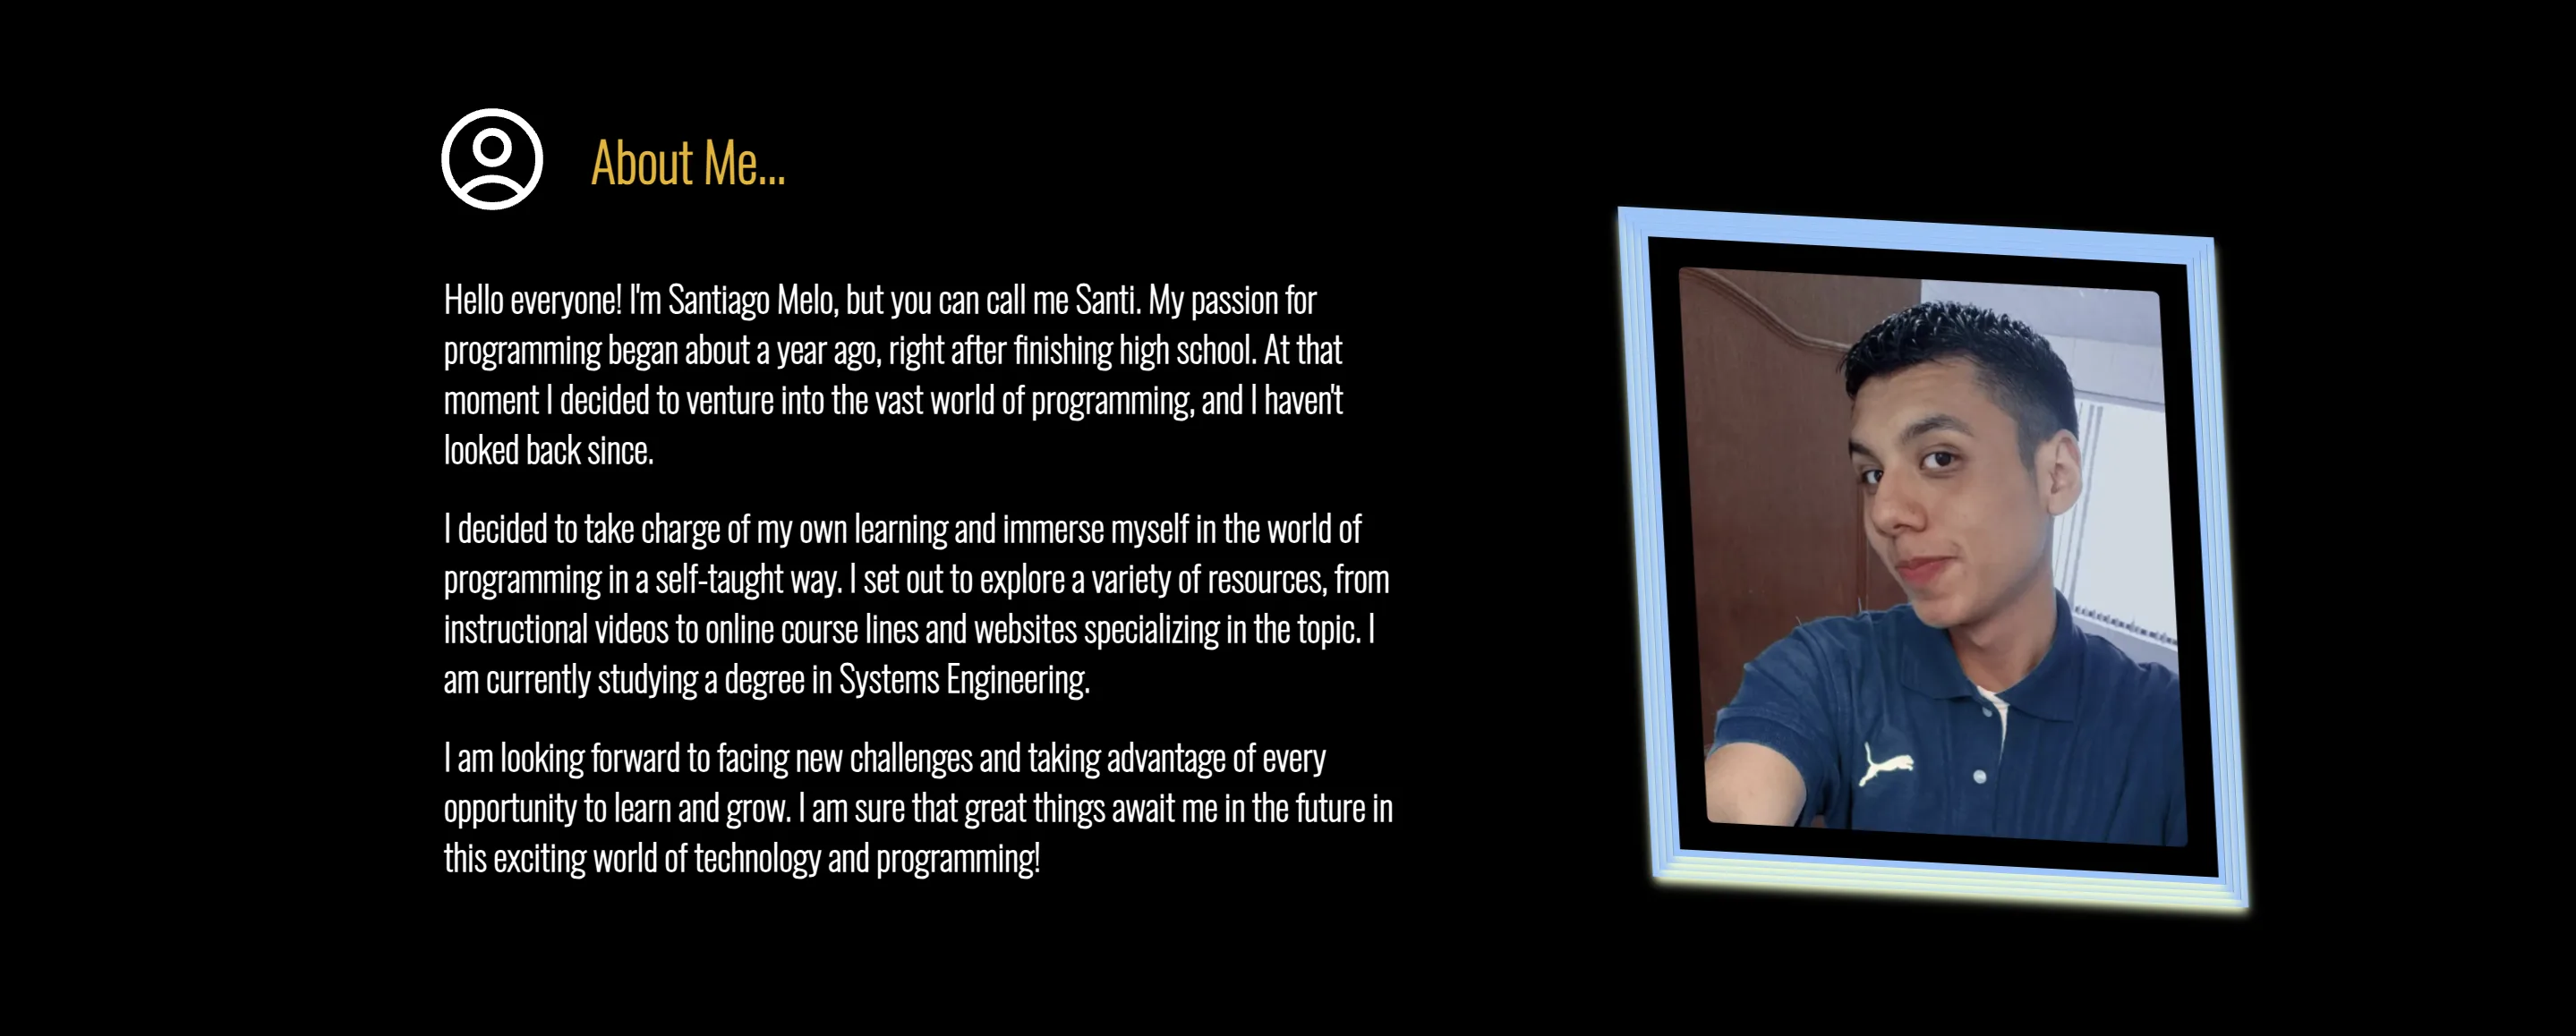 About Me...
Hello everyone! I'm Santiago Melo, but you can call me Santi. My passion for
programming began about a year ago, right after finishing high school. At that
moment I decided to venture into the vast world of programming, and I haven't
looked back since.
I decided to take charge of my own learning and immerse myself in the world of
programming in a self-taught way. I set out to explore a variety of resources, from
instructional videos to online course lines and websites specializing in the topic. I
am currently studying a degree in Systems Engineering.
I am looking forward to facing new challenges and taking advantage of every
opportunity to learn and grow. I am sure that great things await me in the future in
this exciting world of technology and programming!